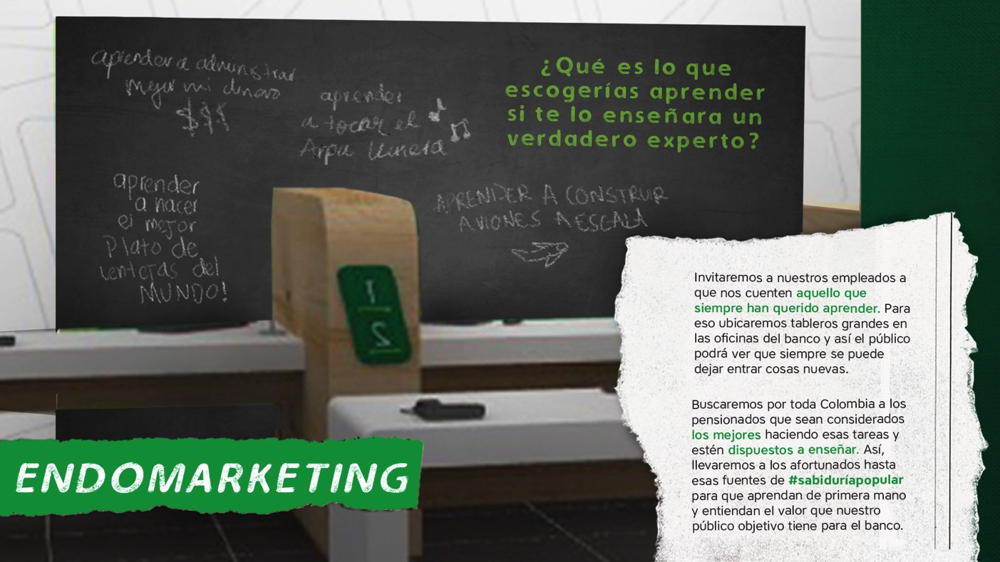 aprender a administrar
mejor mi dinero
$$$
aprender
a tocar el
Arpa llanera
¿Qué es lo que
escogerías aprender
si te lo enseñara un
verdadero experto?
aprender
a hacer
el mejor
Plato de
lentejas del
MUNDO!
APRENDER A CONSTRUIR
AVIONES A ESCALA
1
2
Invitaremos a nuestros empleados a
que nos cuenten aquello que
siempre han querido aprender. Para
eso ubicaremos tableros grandes en
las oficinas del banco y así el público
podrá ver que siempre se puede
dejar entrar cosas nuevas.
Buscaremos por toda Colombia a los
pensionados que sean considerados
los mejores haciendo esas tareas y
estén dispuestos a enseñar. Así,
llevaremos a los afortunados hasta
esas fuentes de #sabiduríapopular
para que aprendan de primera mano
y entiendan el valor que nuestro
público objetivo tiene para el banco.
ENDOMARKETING